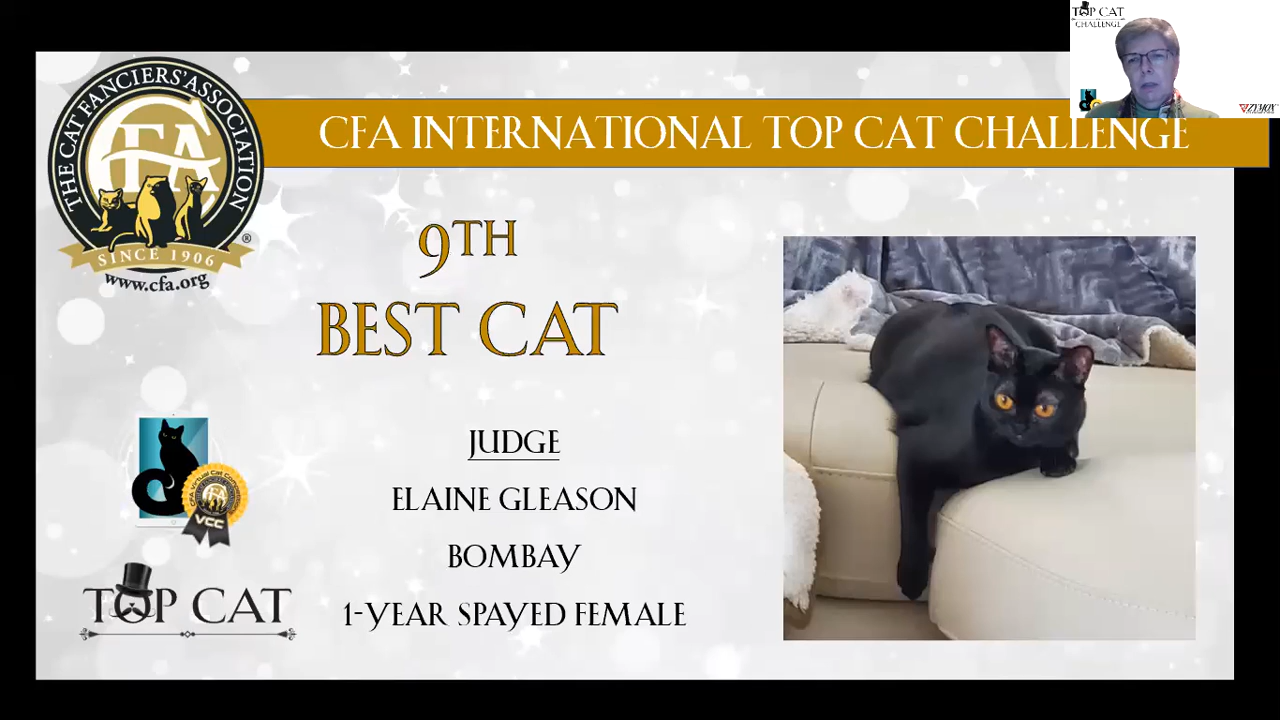 TOP CAT
CHALLENGE
ZYMOX
THE CAT FANCIERS' ASSOCIATION
CFA
SINCE 1906
®
www.cfa.org
CFA INTERNATIONAL TOP CAT CHALLENGE
9TH
BEST CAT
JUDGE
ELAINE GLEASON
BOMBAY
1-YEAR SPAYED FEMALE
VCC
TOP CAT